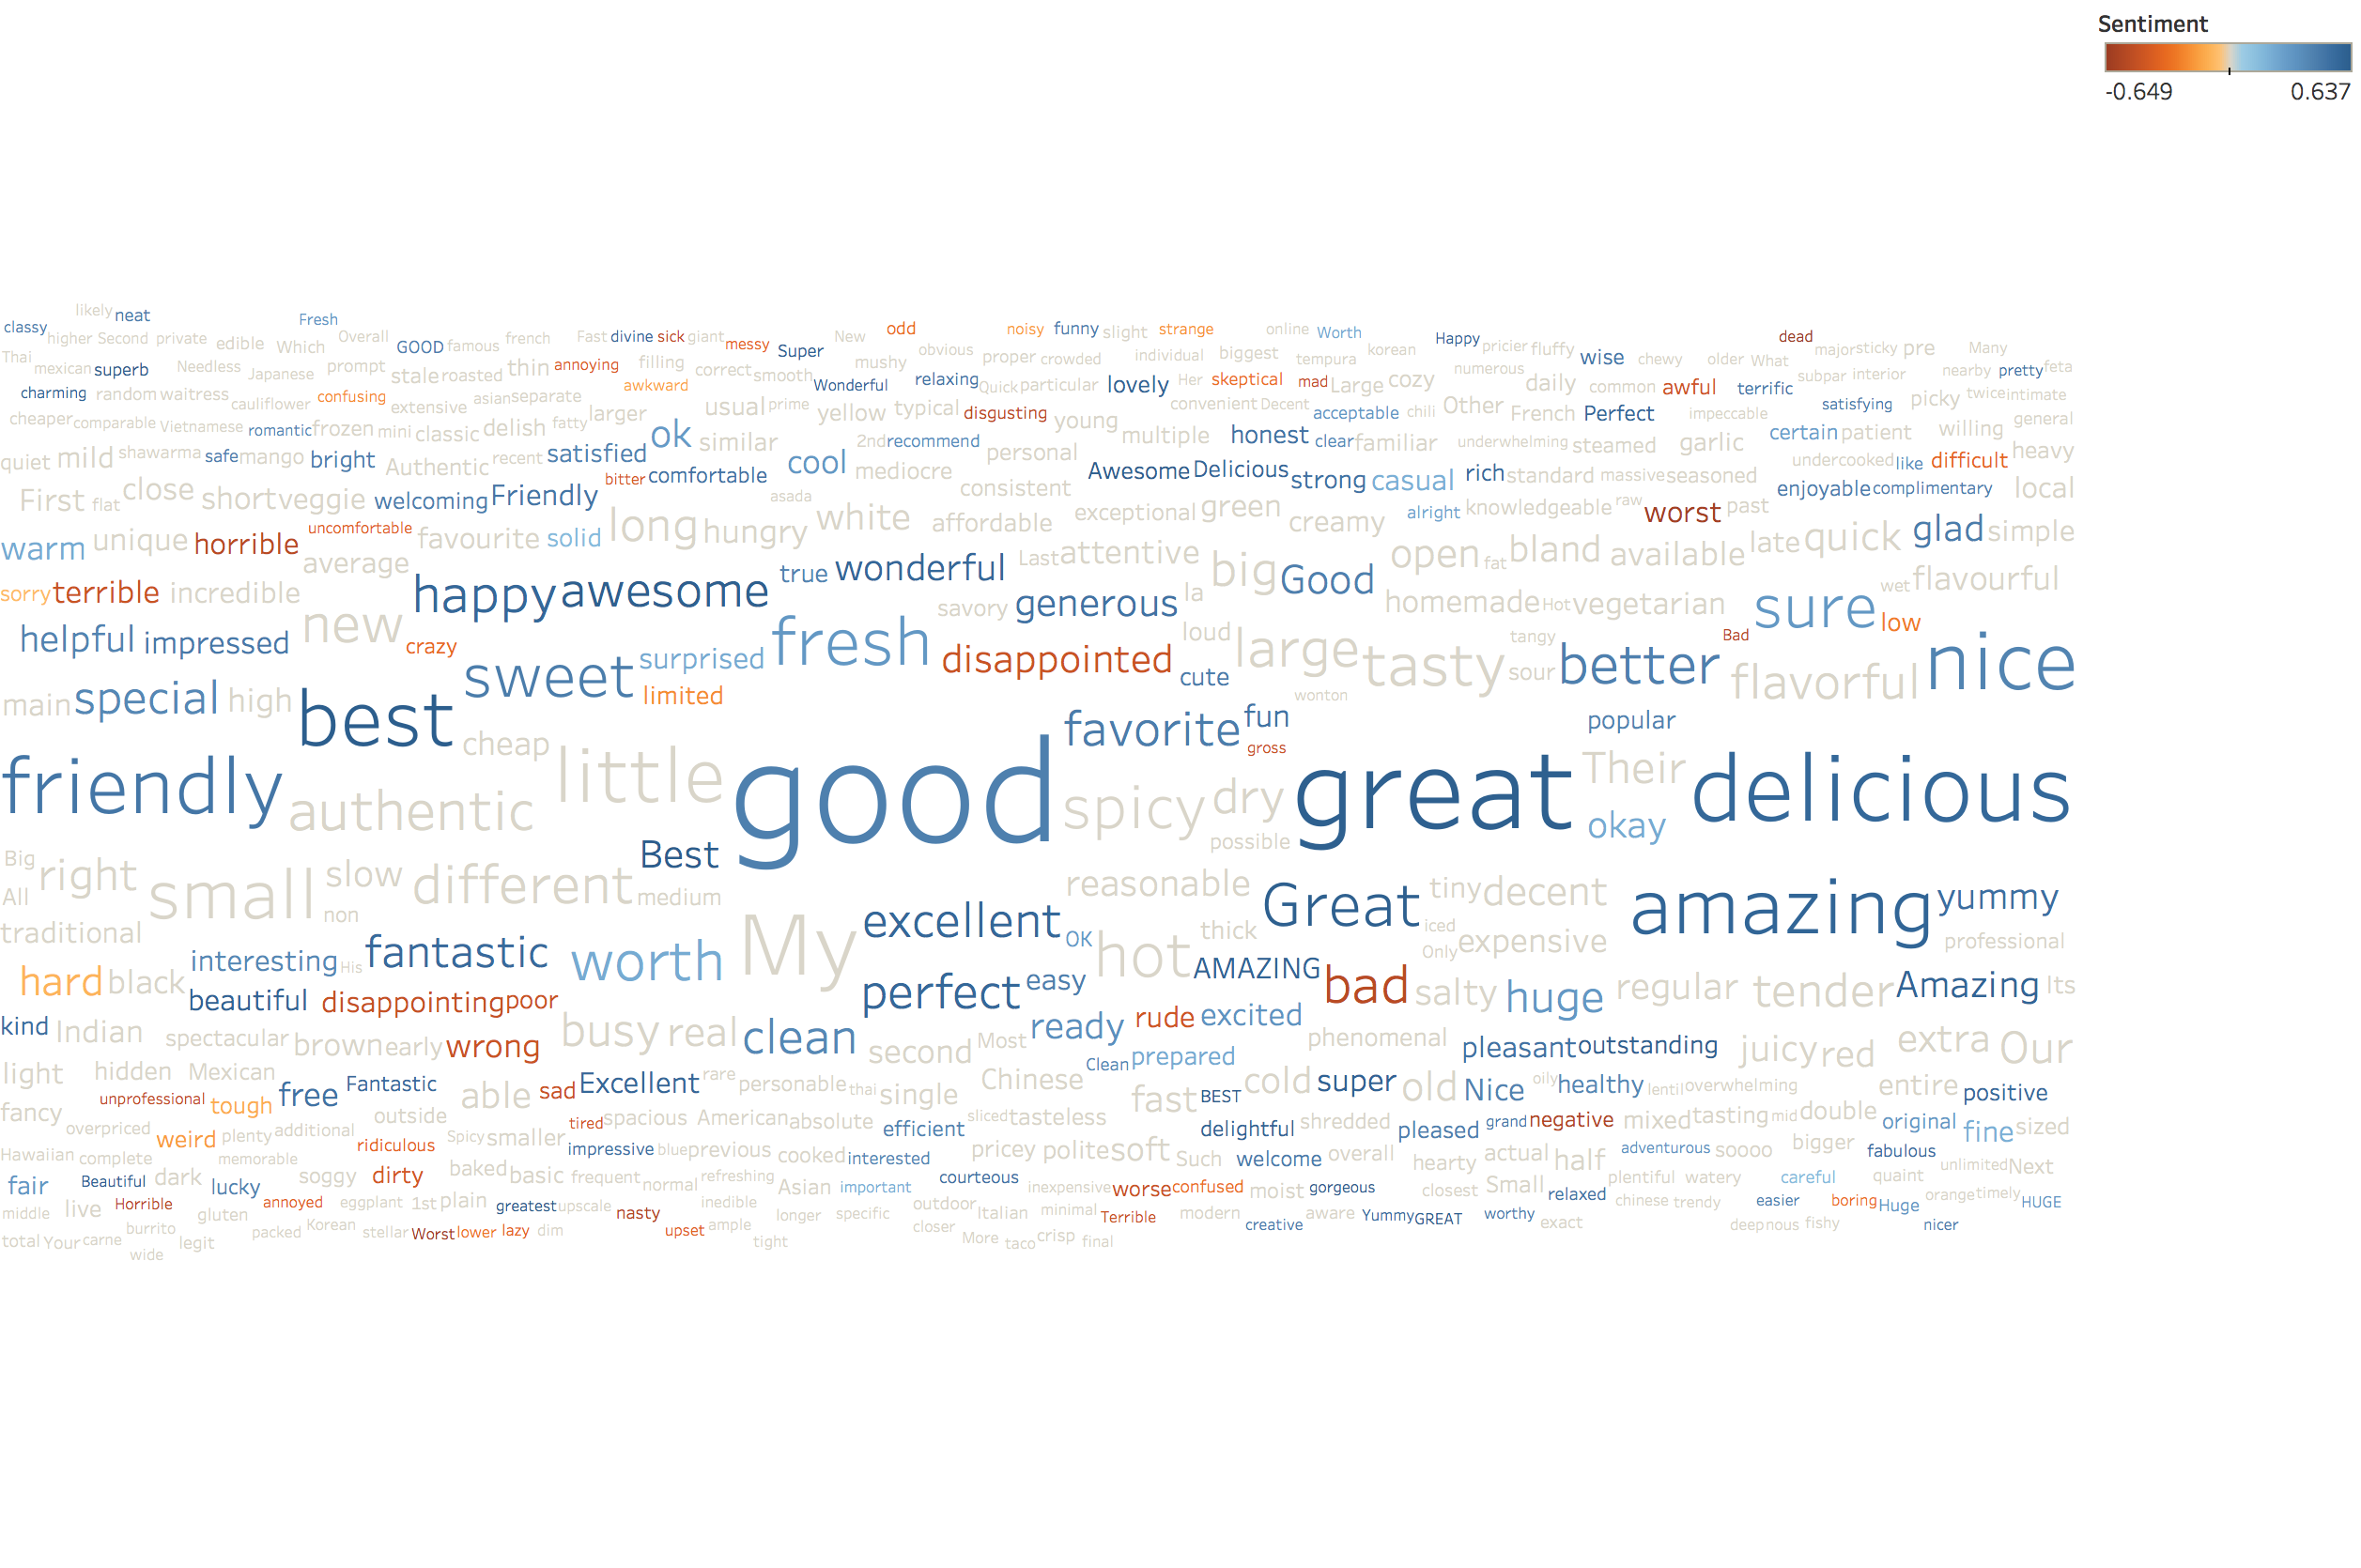 Sentiment
-0.649 0.637
likely neat Fresh
classy higher Second private edible Which Overall GOOD famous french Fast divine sick giant messy Super New odd noisy funny slight strange online Worth Happy pricier fluffy dead major sticky pre Many
Thai mexican superb Needless Japanese prompt stale roasted thin annoying filling correct smooth mushy obvious proper crowded individual biggest tempura korean numerous wise chewy older What subpar interior nearby pretty feta
charming random waitress cauliflower confusing extensive asian separate larger awkward usual prime Wonderful relaxing Quick particular lovely Her skeptical mad Large cozy daily common awful terrific satisfying picky twice intimate
cheaper comparable Vietnamese romantic frozen mini classic delish fatty ok similar yellow typical disgusting young convenient Decent acceptable chili Other French Perfect impeccable certain patient willing general
quiet mild shawarma safe mango bright Authentic recent satisfied bitter comfortable cool 2nd recommend mediocre personal multiple honest clear familiar underwhelming steamed garlic undercooked like difficult heavy
First flat close short veggie welcoming Friendly asada consistent Awesome Delicious strong casual rich standard massive seasoned enjoyable complimentary local
warm unique horrible uncomfortable favourite solid long hungry white affordable exceptional green creamy alright knowledgeable raw worst past late quick glad simple
average Last attentive big Good open fat bland available wet flavourful
sorry terrible incredible happy awesome true wonderful savory generous la homemade Hot vegetarian sure low
helpful impressed new crazy sweet surprised fresh disappointed cute loud large tasty tangy sour better Bad flavorful nice
main special high best limited wonton popular
friendly authentic cheap little good favorite fun gross spicy dry possible great Their okay delicious
Big right All small slow non different Best medium reasonable Great tiny decent amazing yummy
traditional interesting His fantastic worth My excellent OK hot thick AMAZING iced Only expensive professional
hard black beautiful disappointing poor perfect easy bad salty huge regular tender Amazing Its
kind Indian spectacular brown early wrong busy real clean second Most ready rude excited phenomenal pleasant outstanding juicy red extra Our
light hidden Mexican free Fantastic able sad Excellent rare personable thai single Chinese Clean prepared fast BEST cold super old Nice oily healthy lentil overwhelming entire positive
fancy unprofessional tough overpriced weird plenty additional outside Spicy smaller tired spacious American absolute efficient sliced tasteless delightful shredded pleased grand negative mixed tasting mid double original fine sized
Hawaiian complete memorable ridiculous baked basic impressive blue previous cooked interested pricey polite soft Such welcome overall hearty actual half adventurous soooo bigger fabulous unlimited Next
fair Beautiful dark lucky soggy dirty frequent normal refreshing Asian important courteous inexpensive worse confused moist gorgeous closest Small relaxed plentiful watery careful quaint
middle live Horrible gluten annoyed eggplant 1st plain greatest upscale nasty inedible longer specific outdoor Italian minimal Terrible modern creative aware Yummy GREAT worthy exact chinese trendy easier boring Huge orange timely HUGE
total Your carne burrito wide legit packed Korean stellar Worst lower lazy dim upset ample tight closer More taco crisp final deep nous fishy nicer